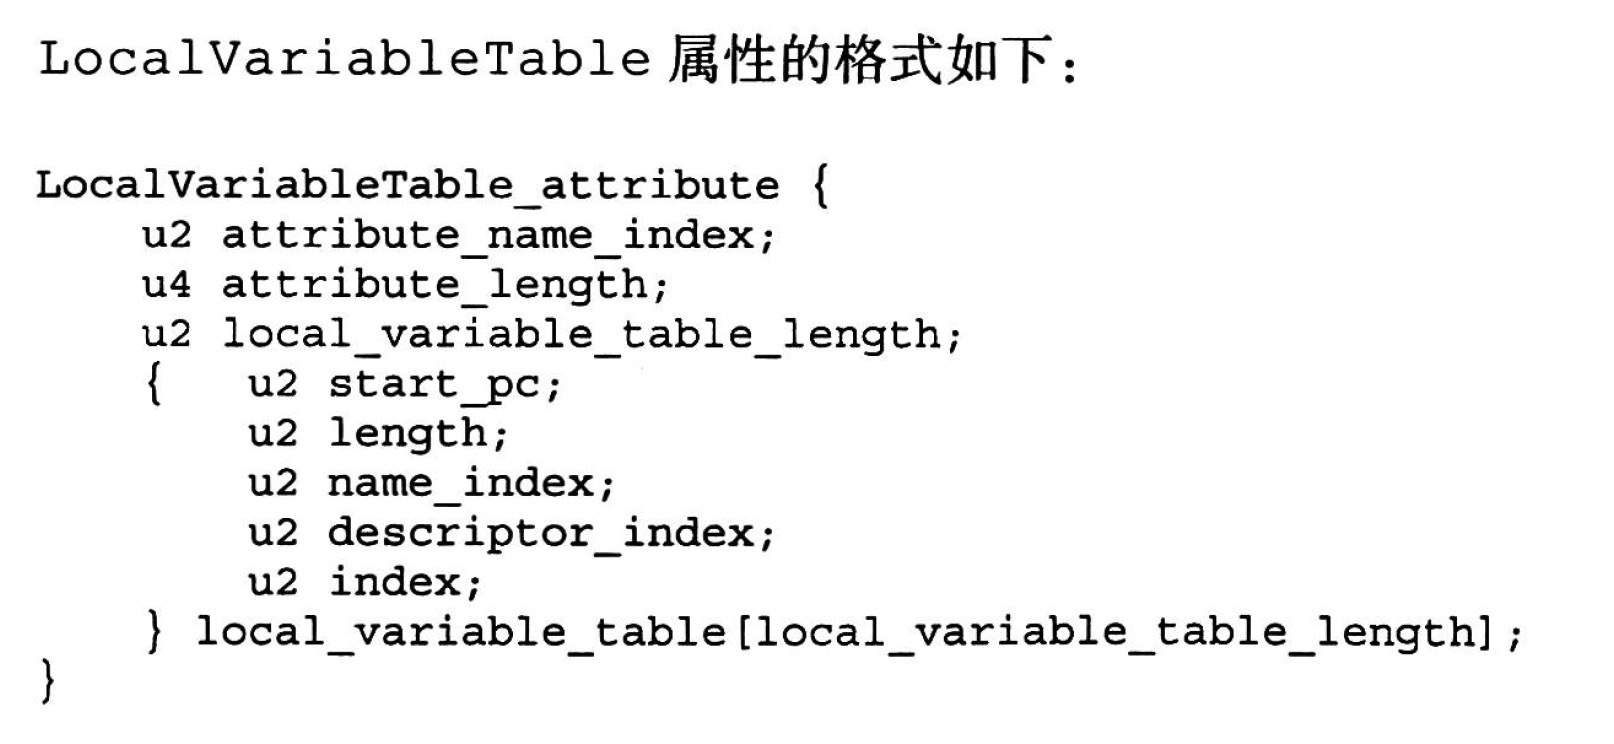 LocalVariableTable 属性的格式如下：
LocalVariableTable_attribute {
    u2 attribute_name_index;
    u4 attribute_length;
    u2 local_variable_table_length;
    {   u2 start_pc;
        u2 length;
        u2 name_index;
        u2 descriptor_index;
        u2 index;
    } local_variable_table[local_variable_table_length];
}